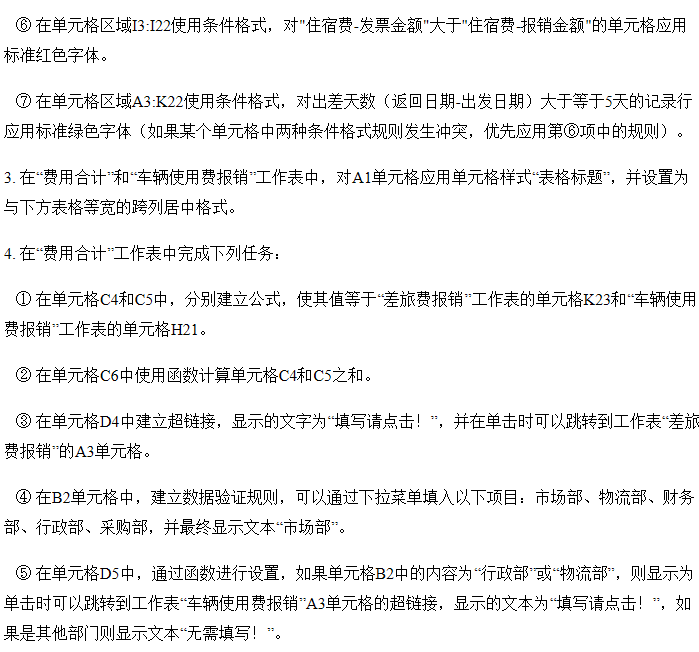 ⑥ 在单元格区域I3:I22使用条件格式，对"住宿费-发票金额"大于"住宿费-报销金额"的单元格应用
标准红色字体。
⑦ 在单元格区域A3:K22使用条件格式，对出差天数（返回日期-出发日期）大于等于5天的记录行
应用标准绿色字体（如果某个单元格中两种条件格式规则发生冲突，优先应用第⑥项中的规则）。
3. 在“费用合计”和“车辆使用费报销”工作表中，对A1单元格应用单元格样式“表格标题”，并设置为
与下方表格等宽的跨列居中格式。
4. 在“费用合计”工作表中完成下列任务：
① 在单元格C4和C5中，分别建立公式，使其值等于“差旅费报销”工作表的单元格K23和“车辆使用
费报销”工作表的单元格H21。
② 在单元格C6中使用函数计算单元格C4和C5之和。
③ 在单元格D4中建立超链接，显示的文字为“填写请点击！”，并在单击时可以跳转到工作表“差旅
费报销”的A3单元格。
④ 在B2单元格中，建立数据验证规则，可以通过下拉菜单填入以下项目：市场部、物流部、财务
部、行政部、采购部，并最终显示文本“市场部”。
⑤ 在单元格D5中，通过函数进行设置，如果单元格B2中的内容为“行政部”或“物流部”，则显示为
单击时可以跳转到工作表“车辆使用费报销”A3单元格的超链接，显示的文本为“填写请点击！”，如
果是其他部门则显示文本“无需填写！”。